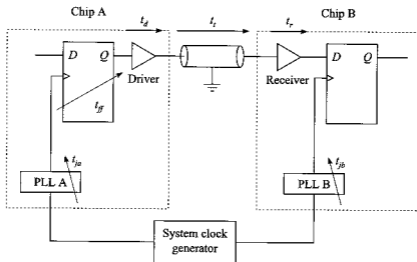 Chip A
Chip B
t_d
t_t
t_r
D
Q
Driver
Receiver
D
Q
t_ff
t_ja
t_jb
PLL A
PLL B
System clock
generator